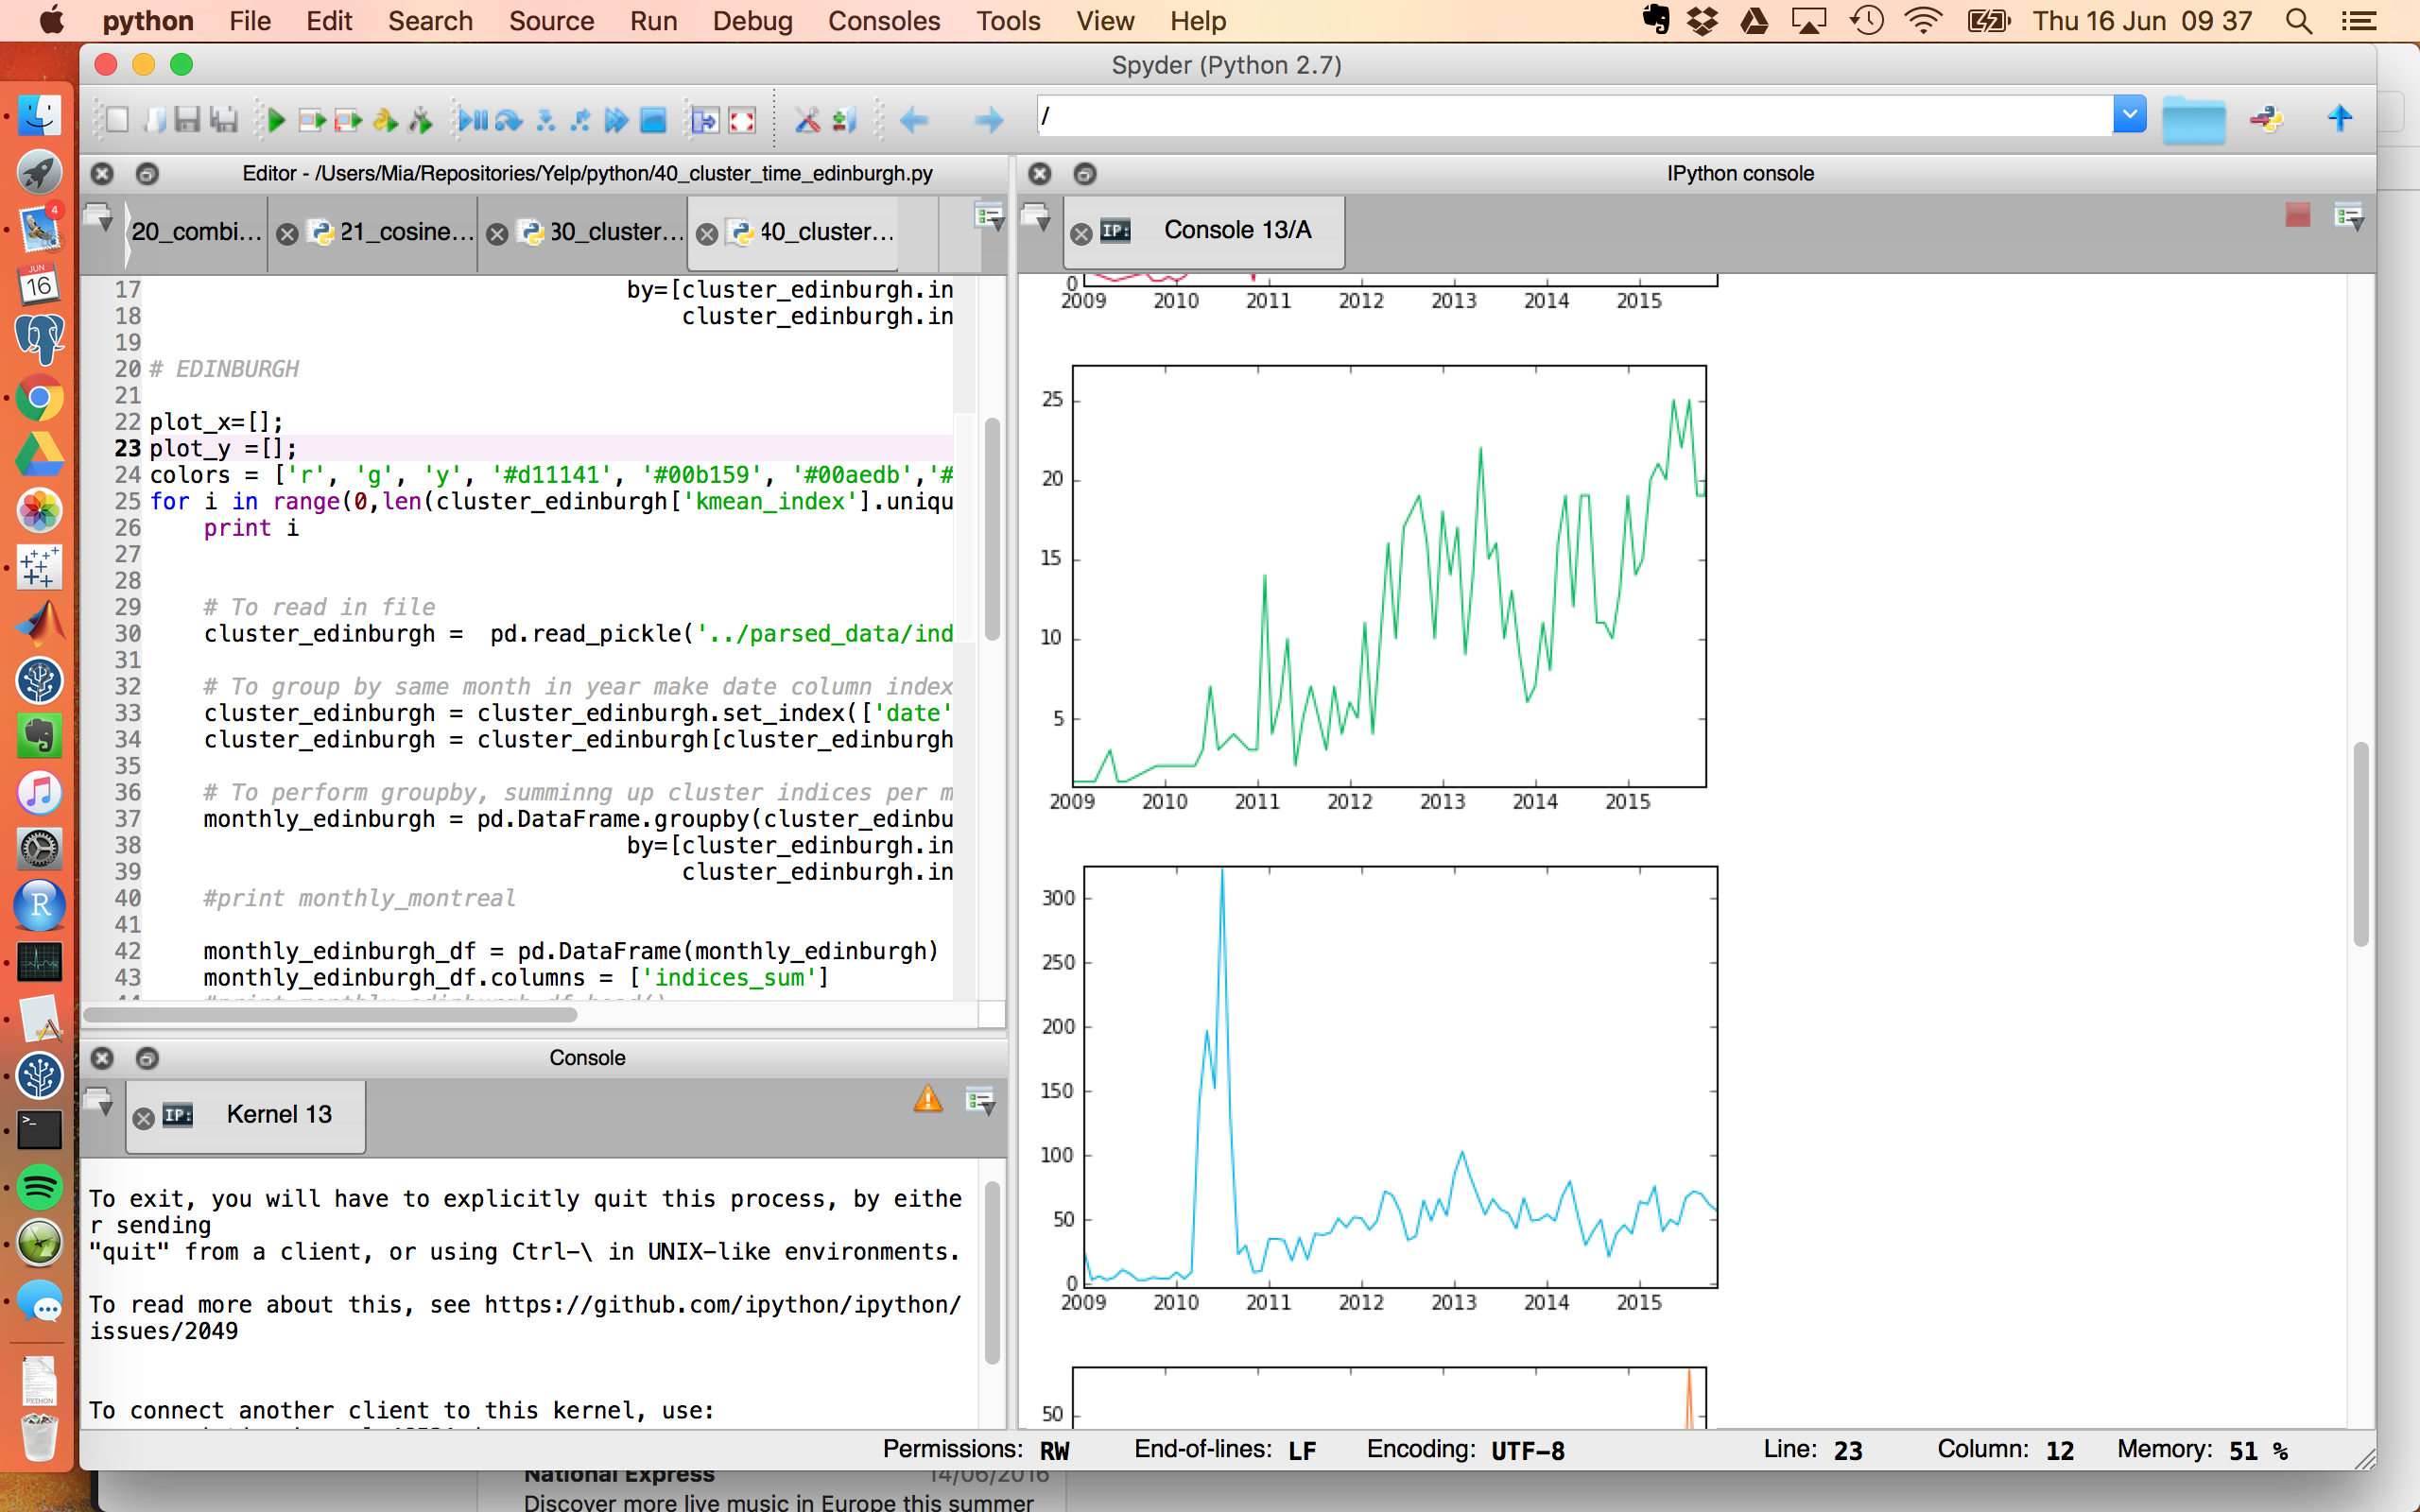 python File Edit Search Source Run Debug Consoles Tools View Help Thu 16 Jun 09 37
Spyder (Python 2.7)
/
Editor - /Users/Mia/Repositories/Yelp/python/40_cluster_time_edinburgh.py
20_combi... 21_cosine... 30_cluster... 40_cluster...
17 by=[cluster_edinburgh.in
18 cluster_edinburgh.in
19
20 # EDINBURGH
21
22 plot_x=[];
23 plot_y =[];
24 colors = ['r', 'g', 'y', '#d11141', '#00b159', '#00aedb','#
25 for i in range(0,len(cluster_edinburgh['kmean_index'].uniqu
26 print i
27
28
29 # To read in file
30 cluster_edinburgh = pd.read_pickle('../parsed_data/ind
31
32 # To group by same month in year make date column index
33 cluster_edinburgh = cluster_edinburgh.set_index(['date'
34 cluster_edinburgh = cluster_edinburgh[cluster_edinburgh
35
36 # To perform groupby, summinng up cluster indices per m
37 monthly_edinburgh = pd.DataFrame.groupby(cluster_edinbu
38 by=[cluster_edinburgh.in
39 cluster_edinburgh.in
40 #print monthly_montreal
41
42 monthly_edinburgh_df = pd.DataFrame(monthly_edinburgh)
43 monthly_edinburgh_df.columns = ['indices_sum']
Console
IP: Kernel 13
To exit, you will have to explicitly quit this process, by eithe
r sending
"quit" from a client, or using Ctrl-\ in UNIX-like environments.
To read more about this, see https://github.com/ipython/ipython/
issues/2049
To connect another client to this kernel, use:
IPython console
IP: Console 13/A
0
2009 2010 2011 2012 2013 2014 2015
25
20
15
10
5
2009 2010 2011 2012 2013 2014 2015
300
250
200
150
100
50
0
2009 2010 2011 2012 2013 2014 2015
50
Permissions: RW End-of-lines: LF Encoding: UTF-8 Line: 23 Column: 12 Memory: 51 %
National Express 14/06/2016
Discover more live music in Europe this summer
4
JUN
16
R
PYTHON